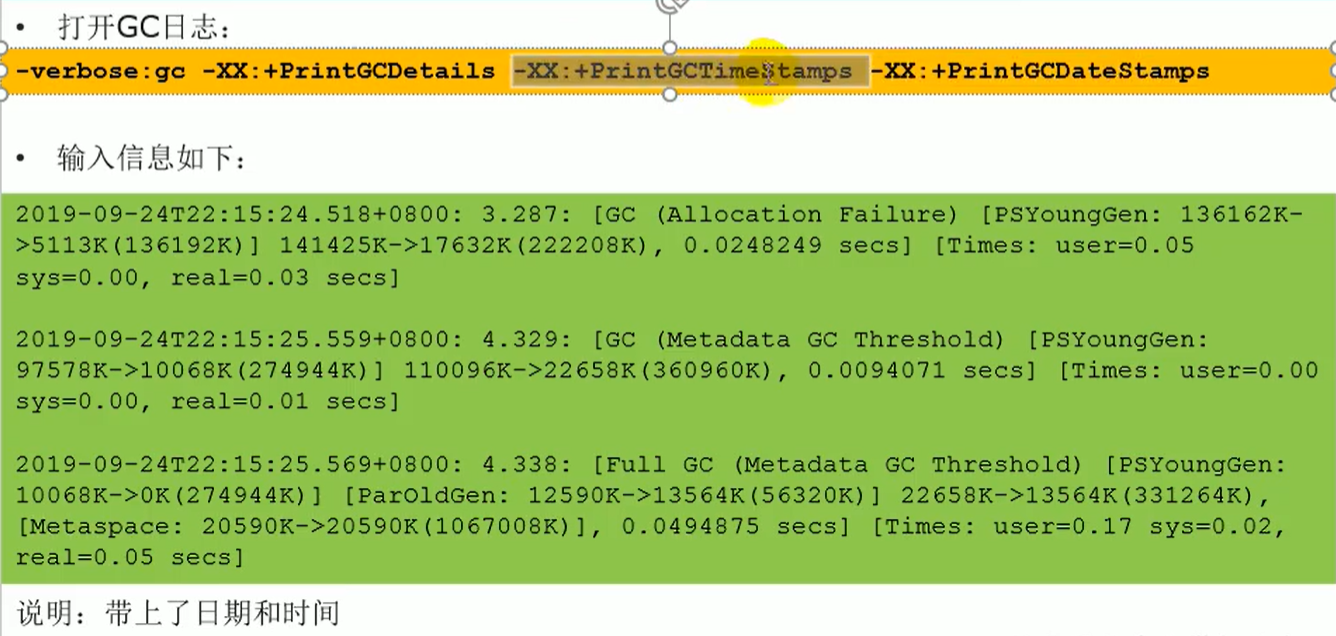 • 打开GC日志：
-verbose:gc -XX:+PrintGCDetails -XX:+PrintGCTimeStamps -XX:+PrintGCDateStamps
• 输入信息如下：
2019-09-24T22:15:24.518+0800: 3.287: [GC (Allocation Failure) [PSYoungGen: 136162K-
>5113K(136192K)] 141425K->17632K(222208K), 0.0248249 secs] [Times: user=0.05
sys=0.00, real=0.03 secs]
2019-09-24T22:15:25.559+0800: 4.329: [GC (Metadata GC Threshold) [PSYoungGen:
97578K->10068K(274944K)] 110096K->22658K(360960K), 0.0094071 secs] [Times: user=0.00
sys=0.00, real=0.01 secs]
2019-09-24T22:15:25.569+0800: 4.338: [Full GC (Metadata GC Threshold) [PSYoungGen:
10068K->0K(274944K)] [ParOldGen: 12590K->13564K(56320K)] 22658K->13564K(331264K),
[Metaspace: 20590K->20590K(1067008K)], 0.0494875 secs] [Times: user=0.17 sys=0.02,
real=0.05 secs]
说明：带上了日期和时间